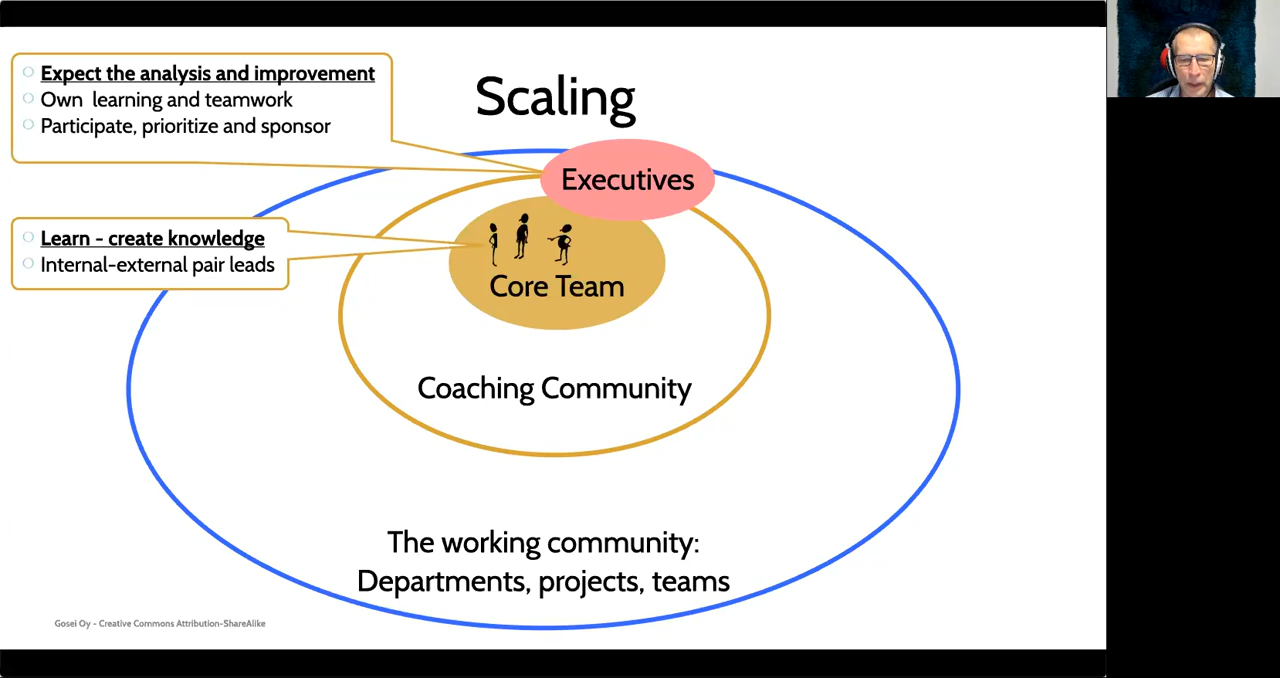 Scaling
Expect the analysis and improvement
Own learning and teamwork
Participate, prioritize and sponsor
Executives
Learn - create knowledge
Internal-external pair leads
Core Team
Coaching Community
The working community:
Departments, projects, teams
Gosei Oy - Creative Commons Attribution-ShareAlike